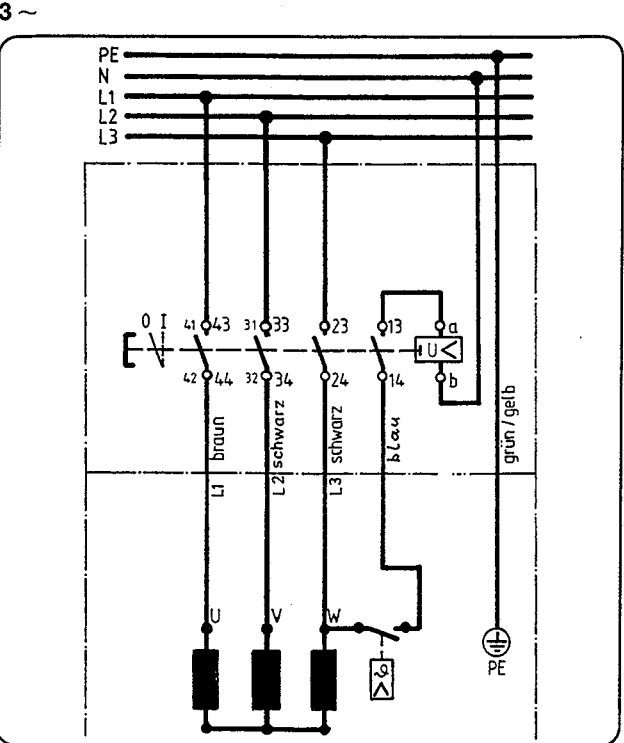 3 ~
PE
N
L1
L2
L3
0 I 41 43 31 33 23 13 a
U <
42 44 32 34 24 14 b
braun
schwarz
schwarz
blau
grün / gelb
L1
L2
L3
U V W
ϑ
>
PE